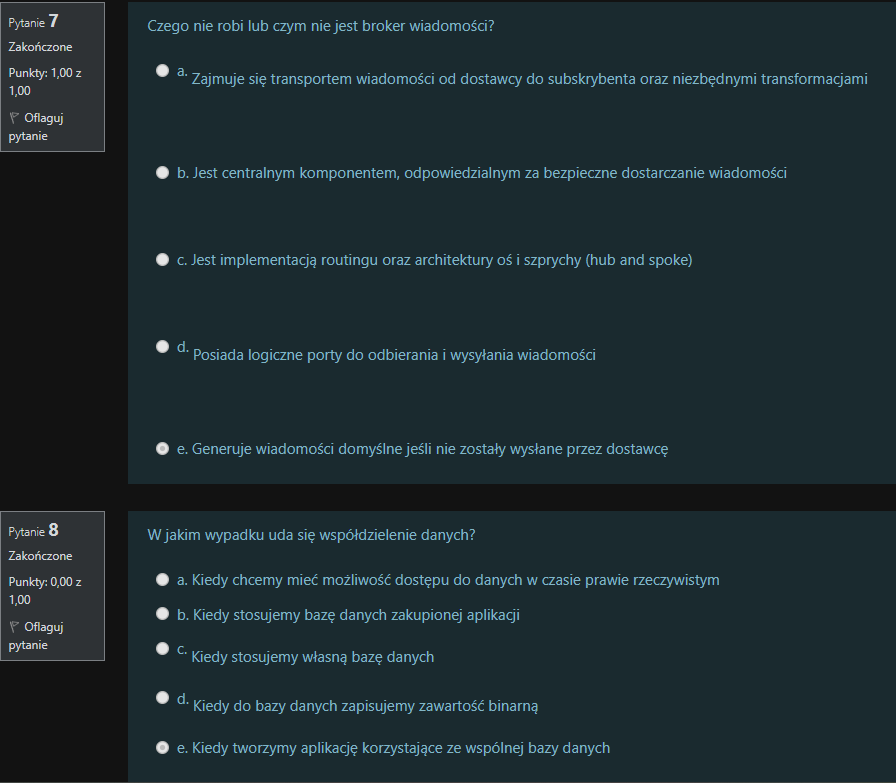 Pytanie 7
Zakończone
Punkty: 1,00 z
1,00
Oflaguj
pytanie
Czego nie robi lub czym nie jest broker wiadomości?
a. Zajmuje się transportem wiadomości od dostawcy do subskrybenta oraz niezbędnymi transformacjami
b. Jest centralnym komponentem, odpowiedzialnym za bezpieczne dostarczanie wiadomości
c. Jest implementacją routingu oraz architektury oś i szprychy (hub and spoke)
d. Posiada logiczne porty do odbierania i wysyłania wiadomości
e. Generuje wiadomości domyślne jeśli nie zostały wysłane przez dostawcę
Pytanie 8
Zakończone
Punkty: 0,00 z
1,00
Oflaguj
pytanie
W jakim wypadku uda się współdzielenie danych?
a. Kiedy chcemy mieć możliwość dostępu do danych w czasie prawie rzeczywistym
b. Kiedy stosujemy bazę danych zakupionej aplikacji
c. Kiedy stosujemy własną bazę danych
d. Kiedy do bazy danych zapisujemy zawartość binarną
e. Kiedy tworzymy aplikację korzystające ze wspólnej bazy danych